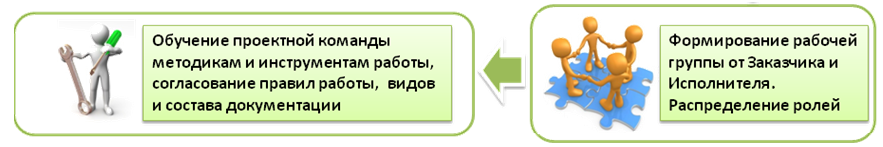 Обучение проектной команды
методикам и инструментам работы,
согласование правил работы, видов
и состава документации
Формирование рабочей
группы от Заказчика и
Исполнителя.
Распределение ролей